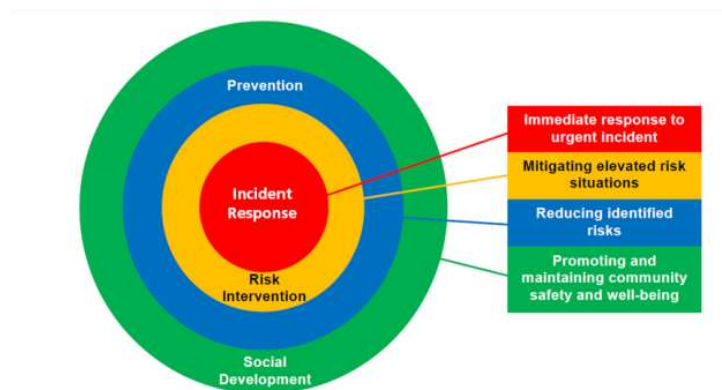 Prevention
Incident
Response
Risk
Intervention
Social
Development
Immediate response to
urgent incident
Mitigating elevated risk
situations
Reducing identified
risks
Promoting and
maintaining community
safety and well-being